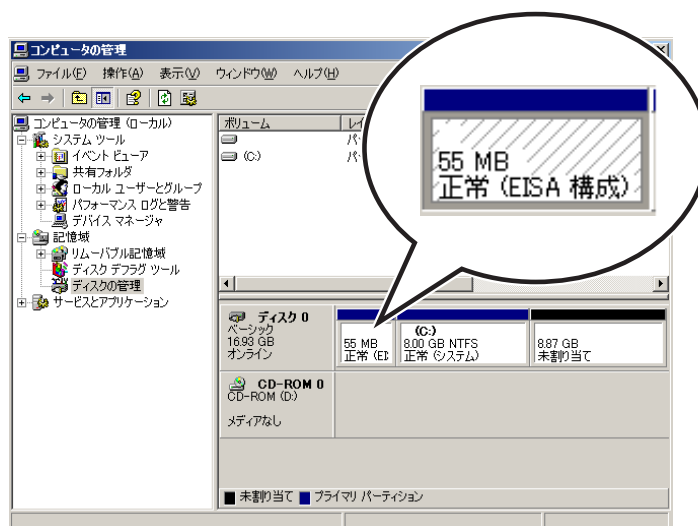 コンピュータの管理
ファイル(F) 操作(A) 表示(V) ウィンドウ(W) ヘルプ(H)
コンピュータの管理 (ローカル)
システム ツール
イベント ビューア
共有フォルダ
ローカル ユーザーとグループ
パフォーマンス ログと警告
デバイス マネージャ
記憶域
リムーバブル記憶域
ディスク デフラグ ツール
ディスクの管理
サービスとアプリケーション
ボリューム レイ
パ
(C:) パ
55 MB
正常 (EISA 構成)
ディスク 0
ベーシック
16.93 GB
オンライン
55 MB
正常 (EI
(C:)
8.00 GB NTFS
正常 (システム)
8.87 GB
未割り当て
CD-ROM 0
CD-ROM (D:)
メディアなし
未割り当て プライマリ パーティション